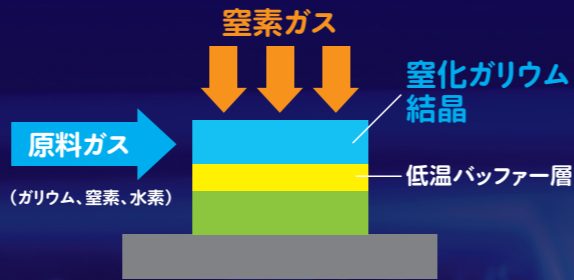 窒素ガス
窒化ガリウム
結晶
原料ガス
(ガリウム、窒素、水素)
低温バッファー層